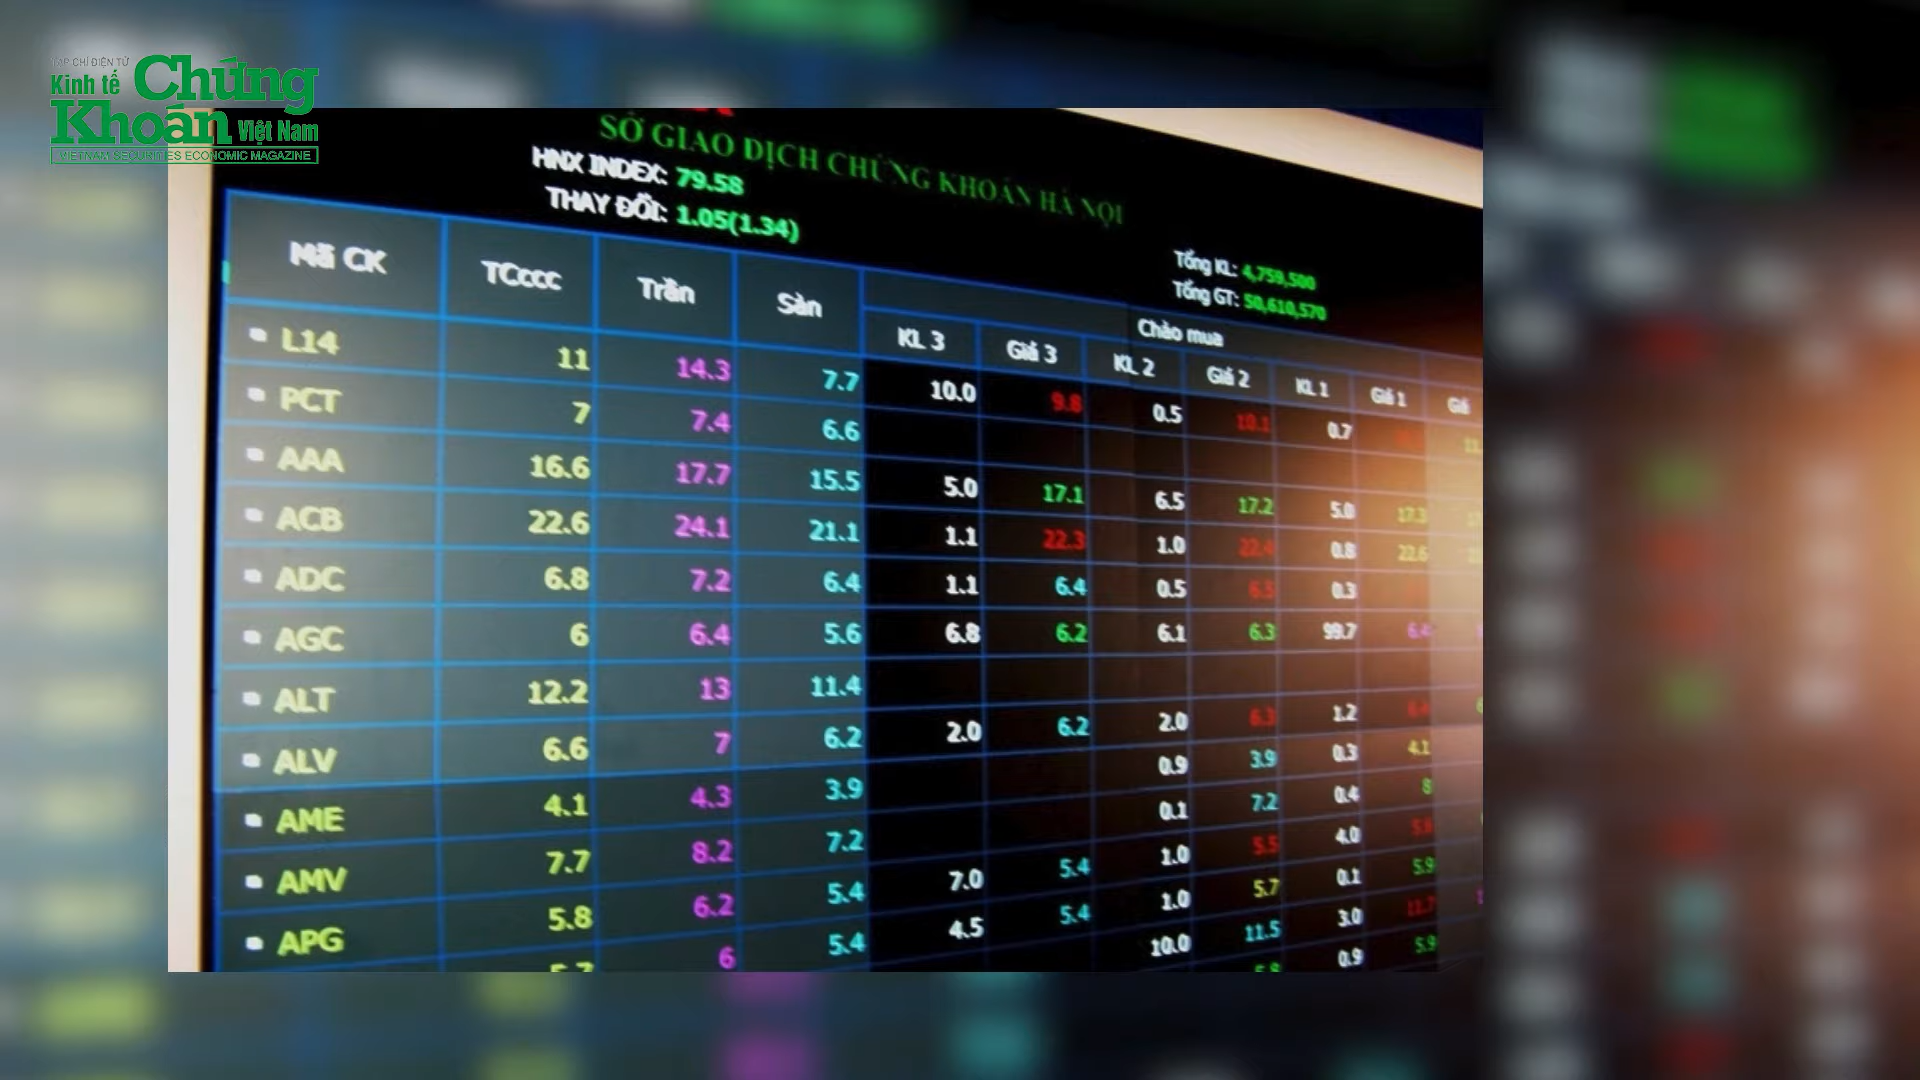 TẠP CHÍ ĐIỆN TỬ
Kinh tế Chứng
Khoán Việt Nam
VIETNAM SECURITIES ECONOMIC MAGAZINE
SỞ GIAO DỊCH CHỨNG KHOÁN HÀ NỘI
HNX INDEX: 79.58
THAY ĐỔI: 1.05(1.34)
Tổng KL: 4,759,500
Tổng GT: 50,610,570
Chào mua
Mã CK TCccc Trần Sàn KL 3 Giá 3 KL 2 Giá 2 KL 1 Giá 1 Giá
L14 11 14.3 7.7 10.0 9.8 0.5 10.1 0.7
PCT 7 7.4 6.6
AAA 16.6 17.7 15.5 5.0 17.1 6.5 17.2 5.0 17.3
ACB 22.6 24.1 21.1 1.1 22.3 1.0 22.4 0.8 22.6
ADC 6.8 7.2 6.4 1.1 6.4 0.5 6.5 0.3
AGC 6 6.4 5.6 6.8 6.2 6.1 6.3 99.7 6.4
ALT 12.2 13 11.4
ALV 6.6 7 6.2 2.0 6.2 2.0 6.3 1.2 6.4
AME 4.1 4.3 3.9 0.9 3.9 0.3 4.1
AMV 7.7 8.2 7.2 0.1 7.2 0.4 8
APG 5.8 6.2 5.4 7.0 5.4 1.0 5.5 4.0 5.6
5.7 6 5.4 4.5 5.4 1.0 5.7 0.1 5.9
10.0 11.5 3.0 11.7
5.8 0.9 5.9